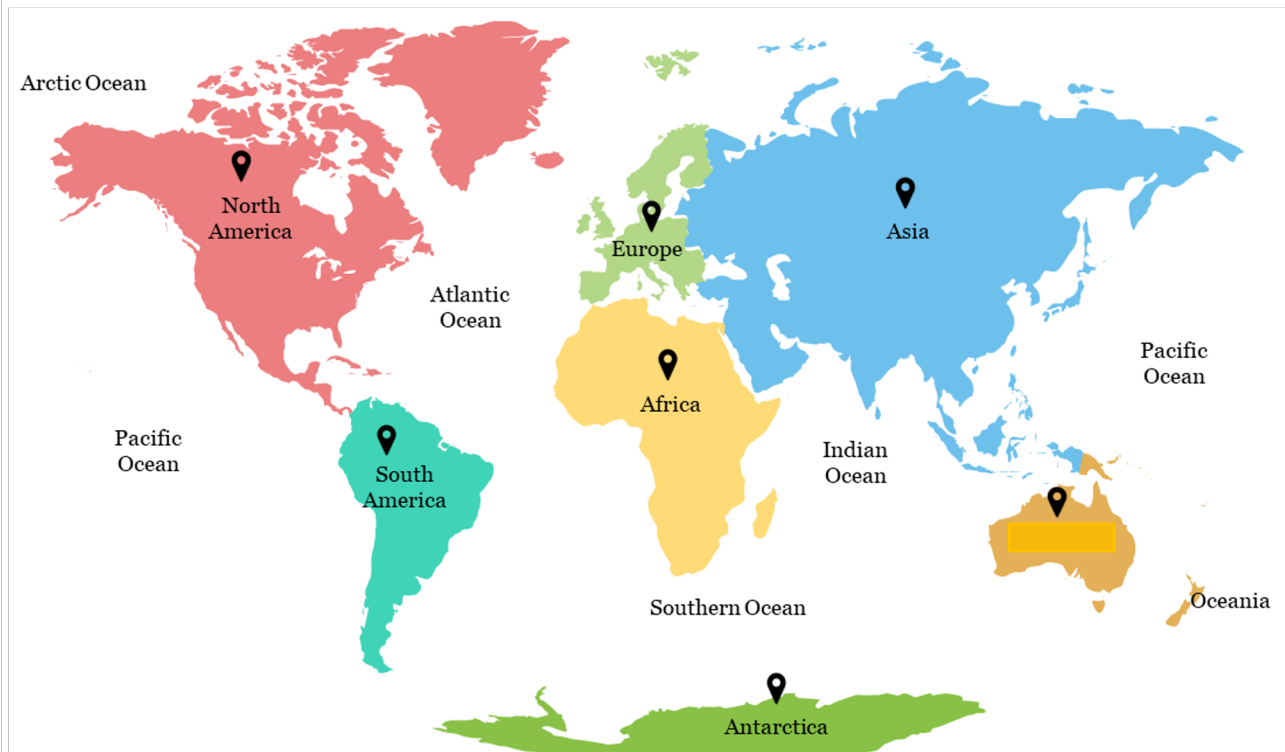 Arctic Ocean
North
America
Europe
Asia
Atlantic
Ocean
Pacific
Ocean
Africa
Pacific
Ocean
South
America
Indian
Ocean
Southern Ocean
Oceania
Antarctica